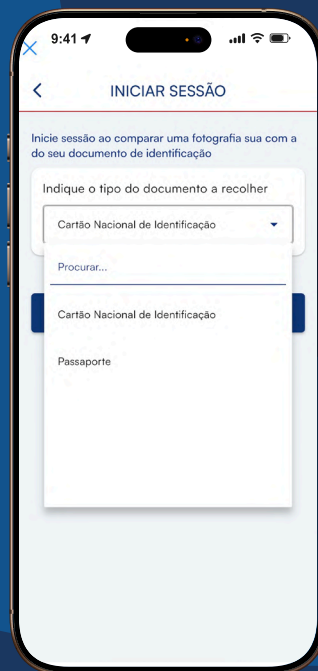 9:41
INICIAR SESSÃO
Inicie sessão ao comparar uma fotografia sua com a
do seu documento de identificação
Indique o tipo do documento a recolher
Cartão Nacional de Identificação
Procurar...
Cartão Nacional de Identificação
Passaporte